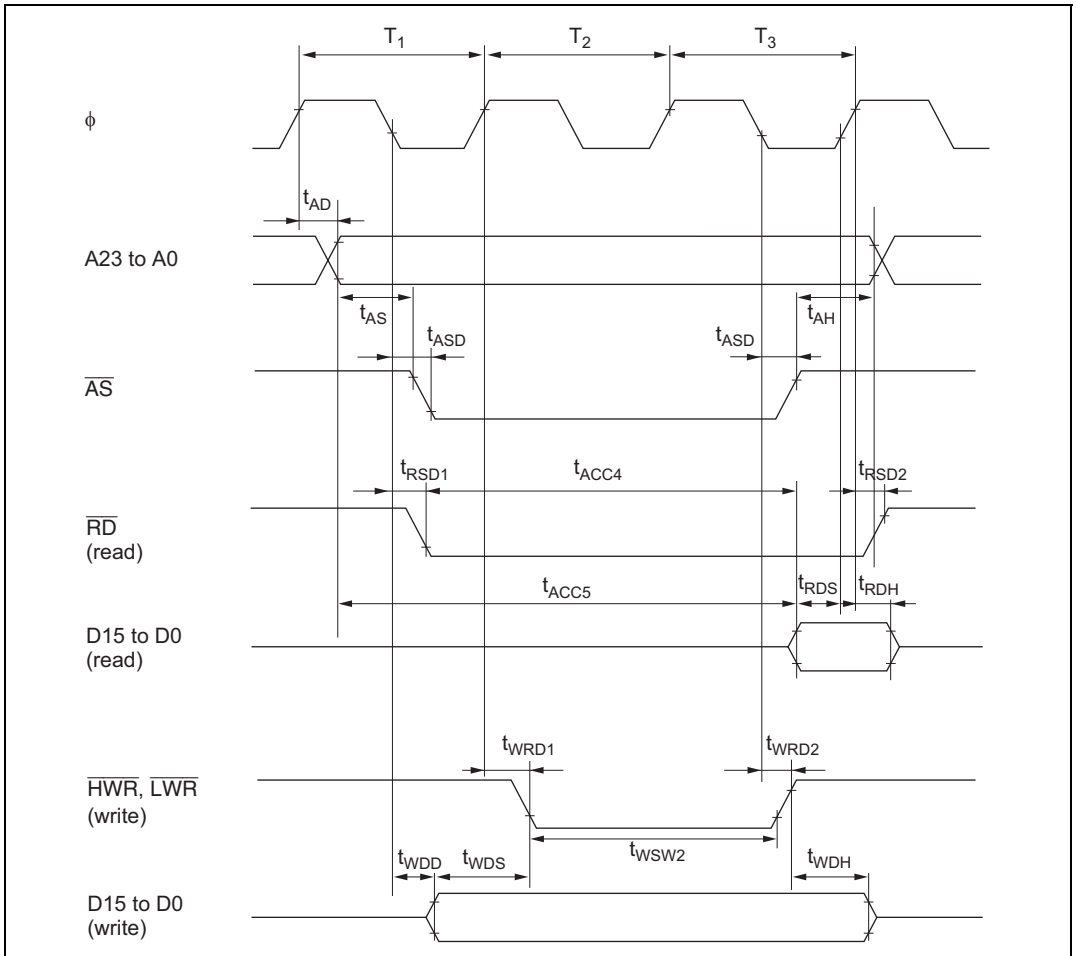 T1 T2 T3
ϕ
tAD
A23 to A0
tAS tAH
tASD tASD
AS
tRSD1 tACC4 tRSD2
RD
(read)
tACC5 tRDS tRDH
D15 to D0
(read)
tWRD1 tWRD2
HWR, LWR
(write)
tWSW2
tWDD tWDS tWDH
D15 to D0
(write)